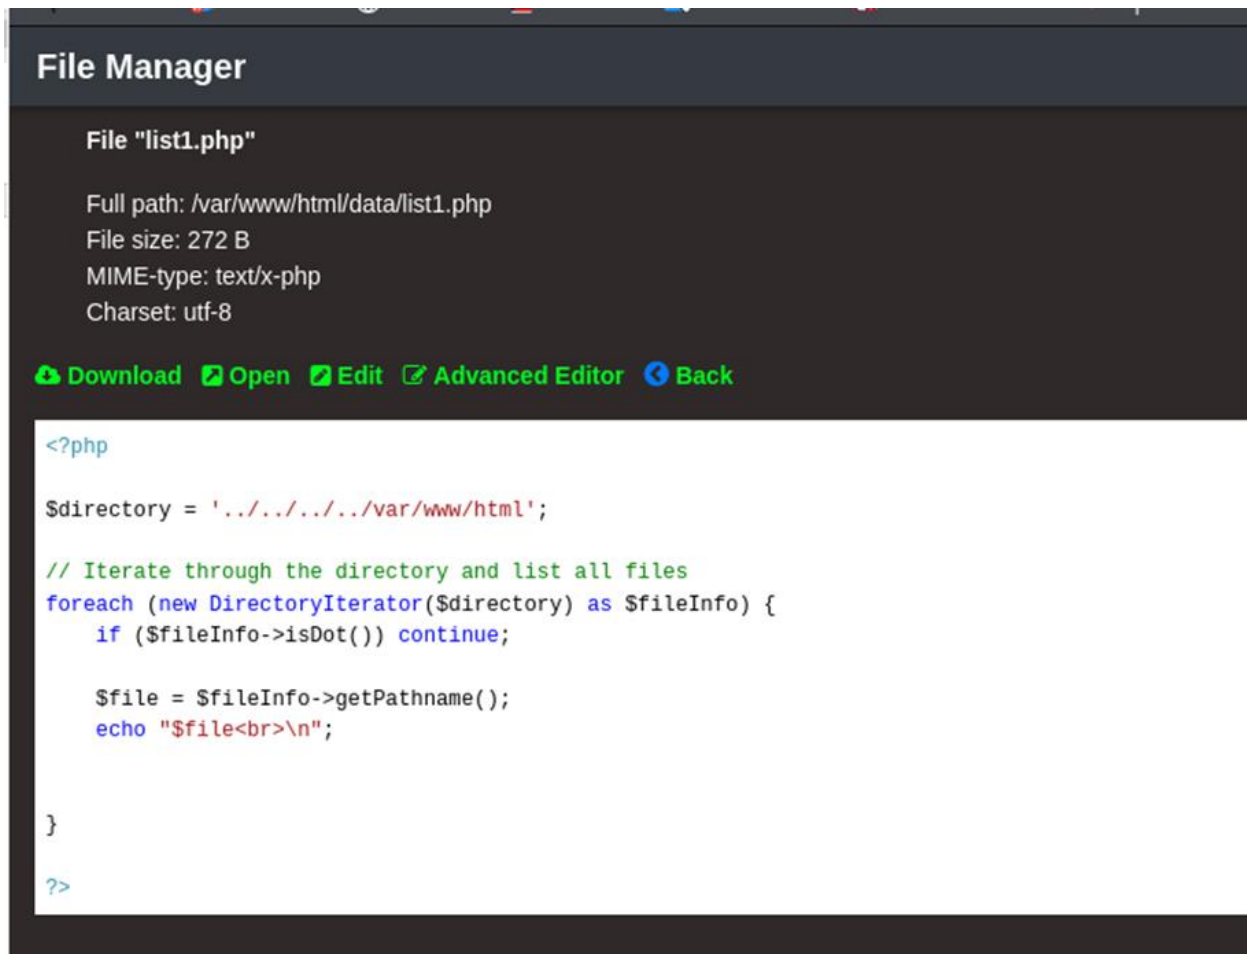 File Manager
File "list1.php"
Full path: /var/www/html/data/list1.php
File size: 272 B
MIME-type: text/x-php
Charset: utf-8
Download Open Edit Advanced Editor Back
<?php
$directory = '../../../../var/www/html';
// Iterate through the directory and list all files
foreach (new DirectoryIterator($directory) as $fileInfo) {
    if ($fileInfo->isDot()) continue;
    $file = $fileInfo->getPathname();
    echo "$file<br>\n";
}
?>